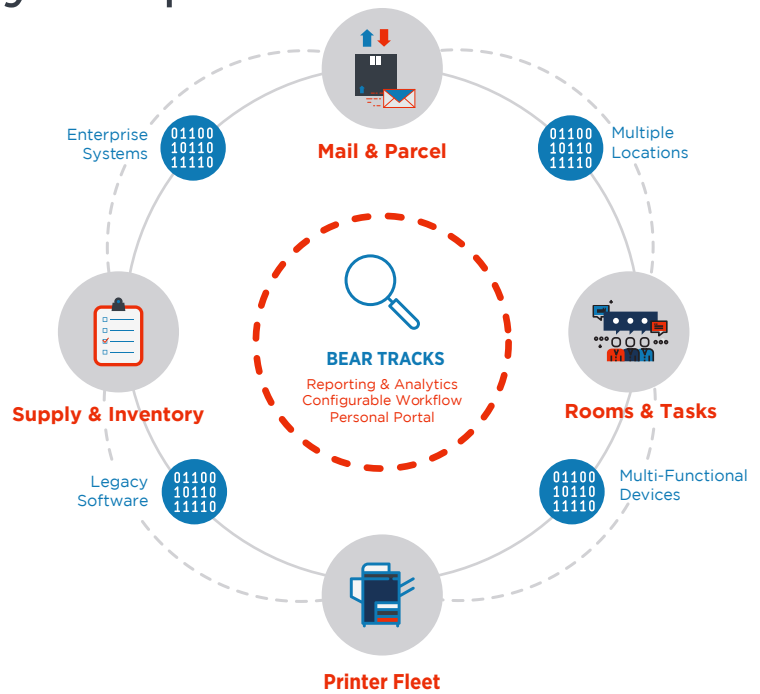 Mail & Parcel
Enterprise
Systems
01100
10110
11110
01100
10110
11110
Multiple
Locations
BEAR TRACKS
Reporting & Analytics
Configurable Workflow
Personal Portal
Supply & Inventory
Rooms & Tasks
Legacy
Software
01100
10110
11110
01100
10110
11110
Multi-Functional
Devices
Printer Fleet